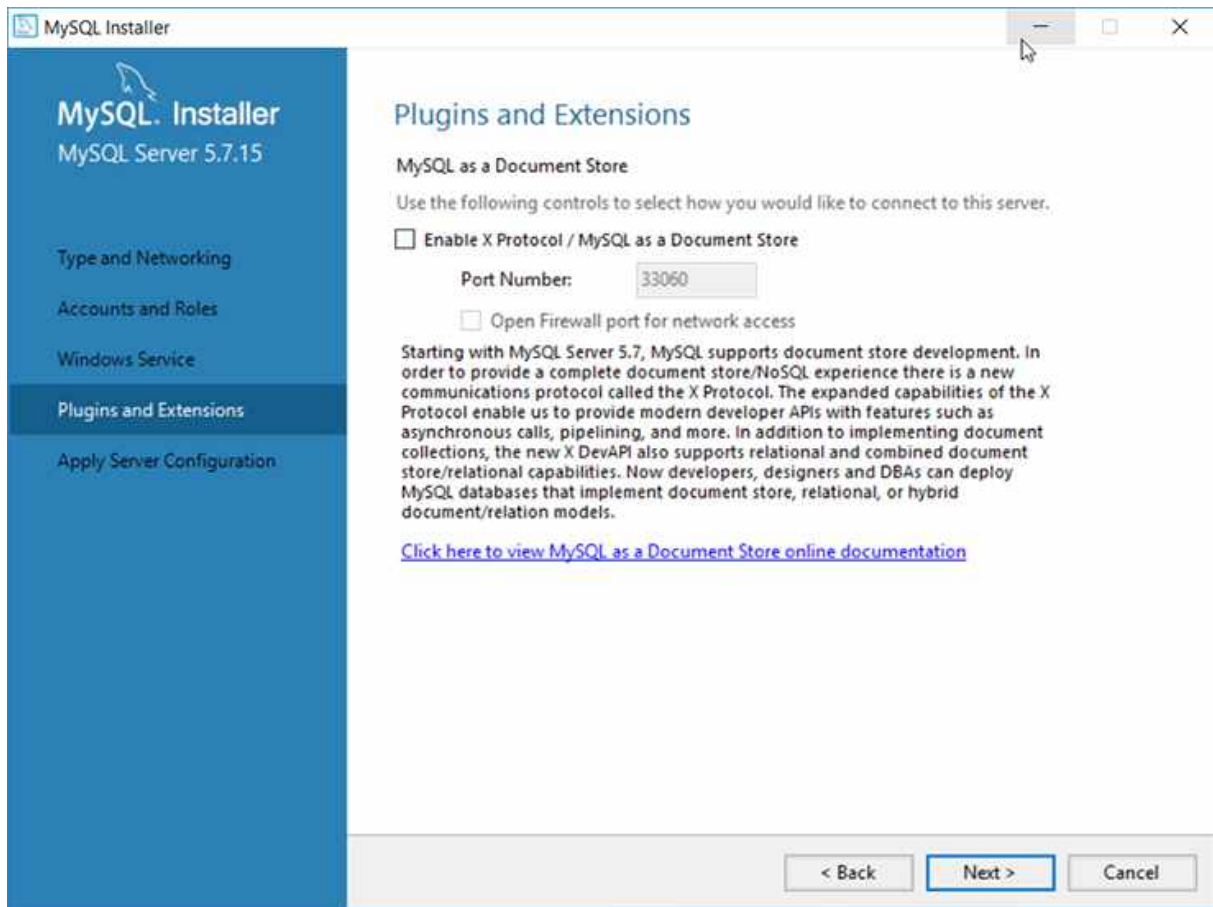 MySQL Installer
MySQL. Installer
MySQL Server 5.7.15
Type and Networking
Accounts and Roles
Windows Service
Plugins and Extensions
Apply Server Configuration
Plugins and Extensions
MySQL as a Document Store
Use the following controls to select how you would like to connect to this server.
Enable X Protocol / MySQL as a Document Store
Port Number: 33060
Open Firewall port for network access
Starting with MySQL Server 5.7, MySQL supports document store development. In
order to provide a complete document store/NoSQL experience there is a new
communications protocol called the X Protocol. The expanded capabilities of the X
Protocol enable us to provide modern developer APIs with features such as
asynchronous calls, pipelining, and more. In addition to implementing document
collections, the new X DevAPI also supports relational and combined document
store/relational capabilities. Now developers, designers and DBAs can deploy
MySQL databases that implement document store, relational, or hybrid
document/relation models.
Click here to view MySQL as a Document Store online documentation
< Back
Next >
Cancel